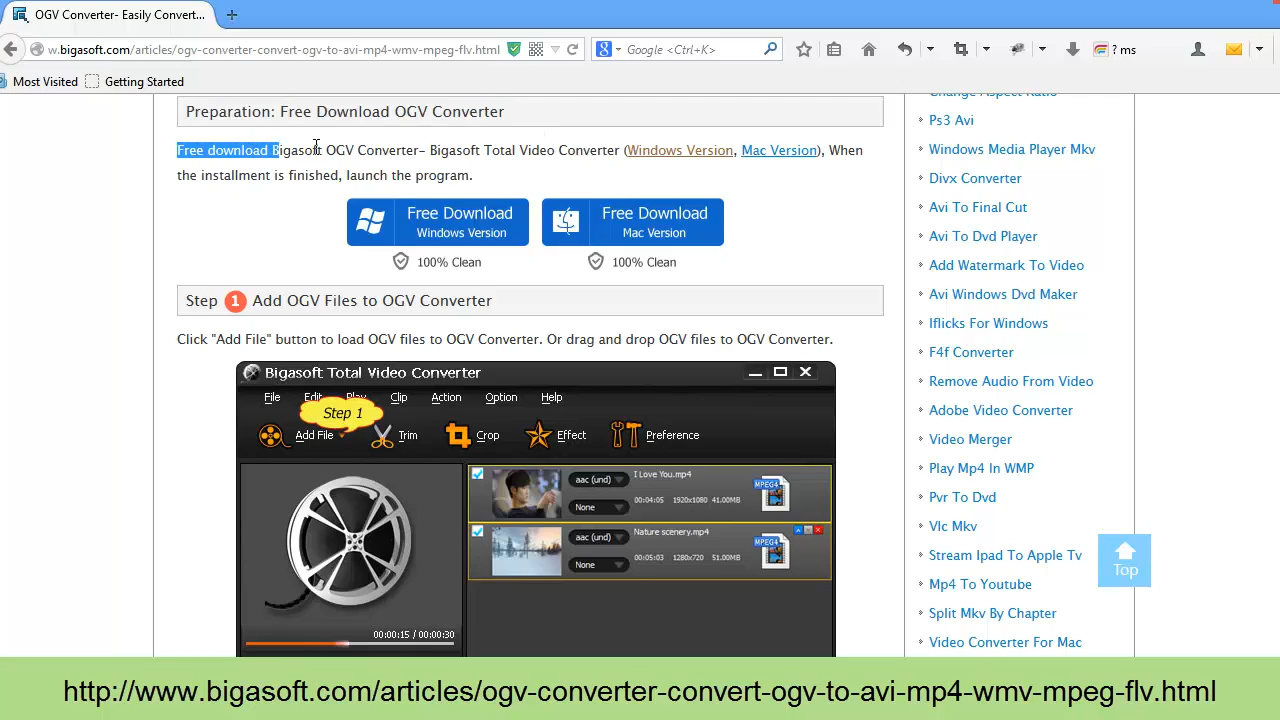 OGV Converter- Easily Convert...
w.bigasoft.com/articles/ogv-converter-convert-ogv-to-avi-mp4-wmv-mpeg-flv.html
Google <Ctrl+K>
? ms
Most Visited
Getting Started
Preparation: Free Download OGV Converter
Free download Bigasoft OGV Converter- Bigasoft Total Video Converter (Windows Version, Mac Version), When
the installment is finished, launch the program.
Free Download
Windows Version
Free Download
Mac Version
100% Clean
100% Clean
Step 1 Add OGV Files to OGV Converter
Click "Add File" button to load OGV files to OGV Converter. Or drag and drop OGV files to OGV Converter.
Bigasoft Total Video Converter
File Edit Play Clip Action Option Help
Step 1
Add File Trim Crop Effect Preference
aac (und)
I Love You.mp4
00:04:05 1920x1080 41.00MB
None
MPEG4
aac (und)
Nature scenery.mp4
00:05:03 1280x720 51.00MB
None
MPEG4
00:00:15 / 00:00:30
Change Aspect Ratio
Ps3 Avi
Windows Media Player Mkv
Divx Converter
Avi To Final Cut
Avi To Dvd Player
Add Watermark To Video
Avi Windows Dvd Maker
Iflicks For Windows
F4f Converter
Remove Audio From Video
Adobe Video Converter
Video Merger
Play Mp4 In WMP
Pvr To Dvd
Vlc Mkv
Stream Ipad To Apple Tv
Mp4 To Youtube
Split Mkv By Chapter
Video Converter For Mac
Top
http://www.bigasoft.com/articles/ogv-converter-convert-ogv-to-avi-mp4-wmv-mpeg-flv.html